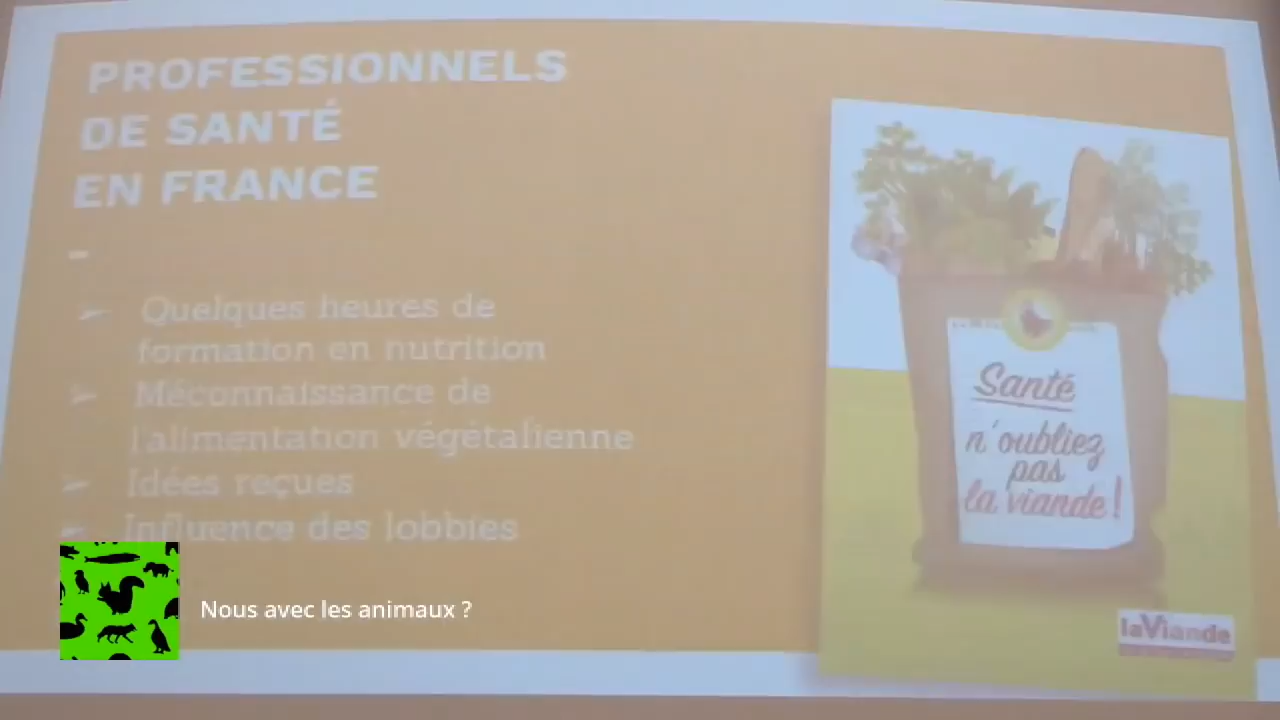 PROFESSIONNELS
DE SANTÉ
EN FRANCE
Quelques heures de
formation en nutrition
Méconnaissance de
l'alimentation végétalienne
Idées reçues
Influence des lobbies
Santé
n'oubliez
pas
la viande!
laViande
Nous avec les animaux ?